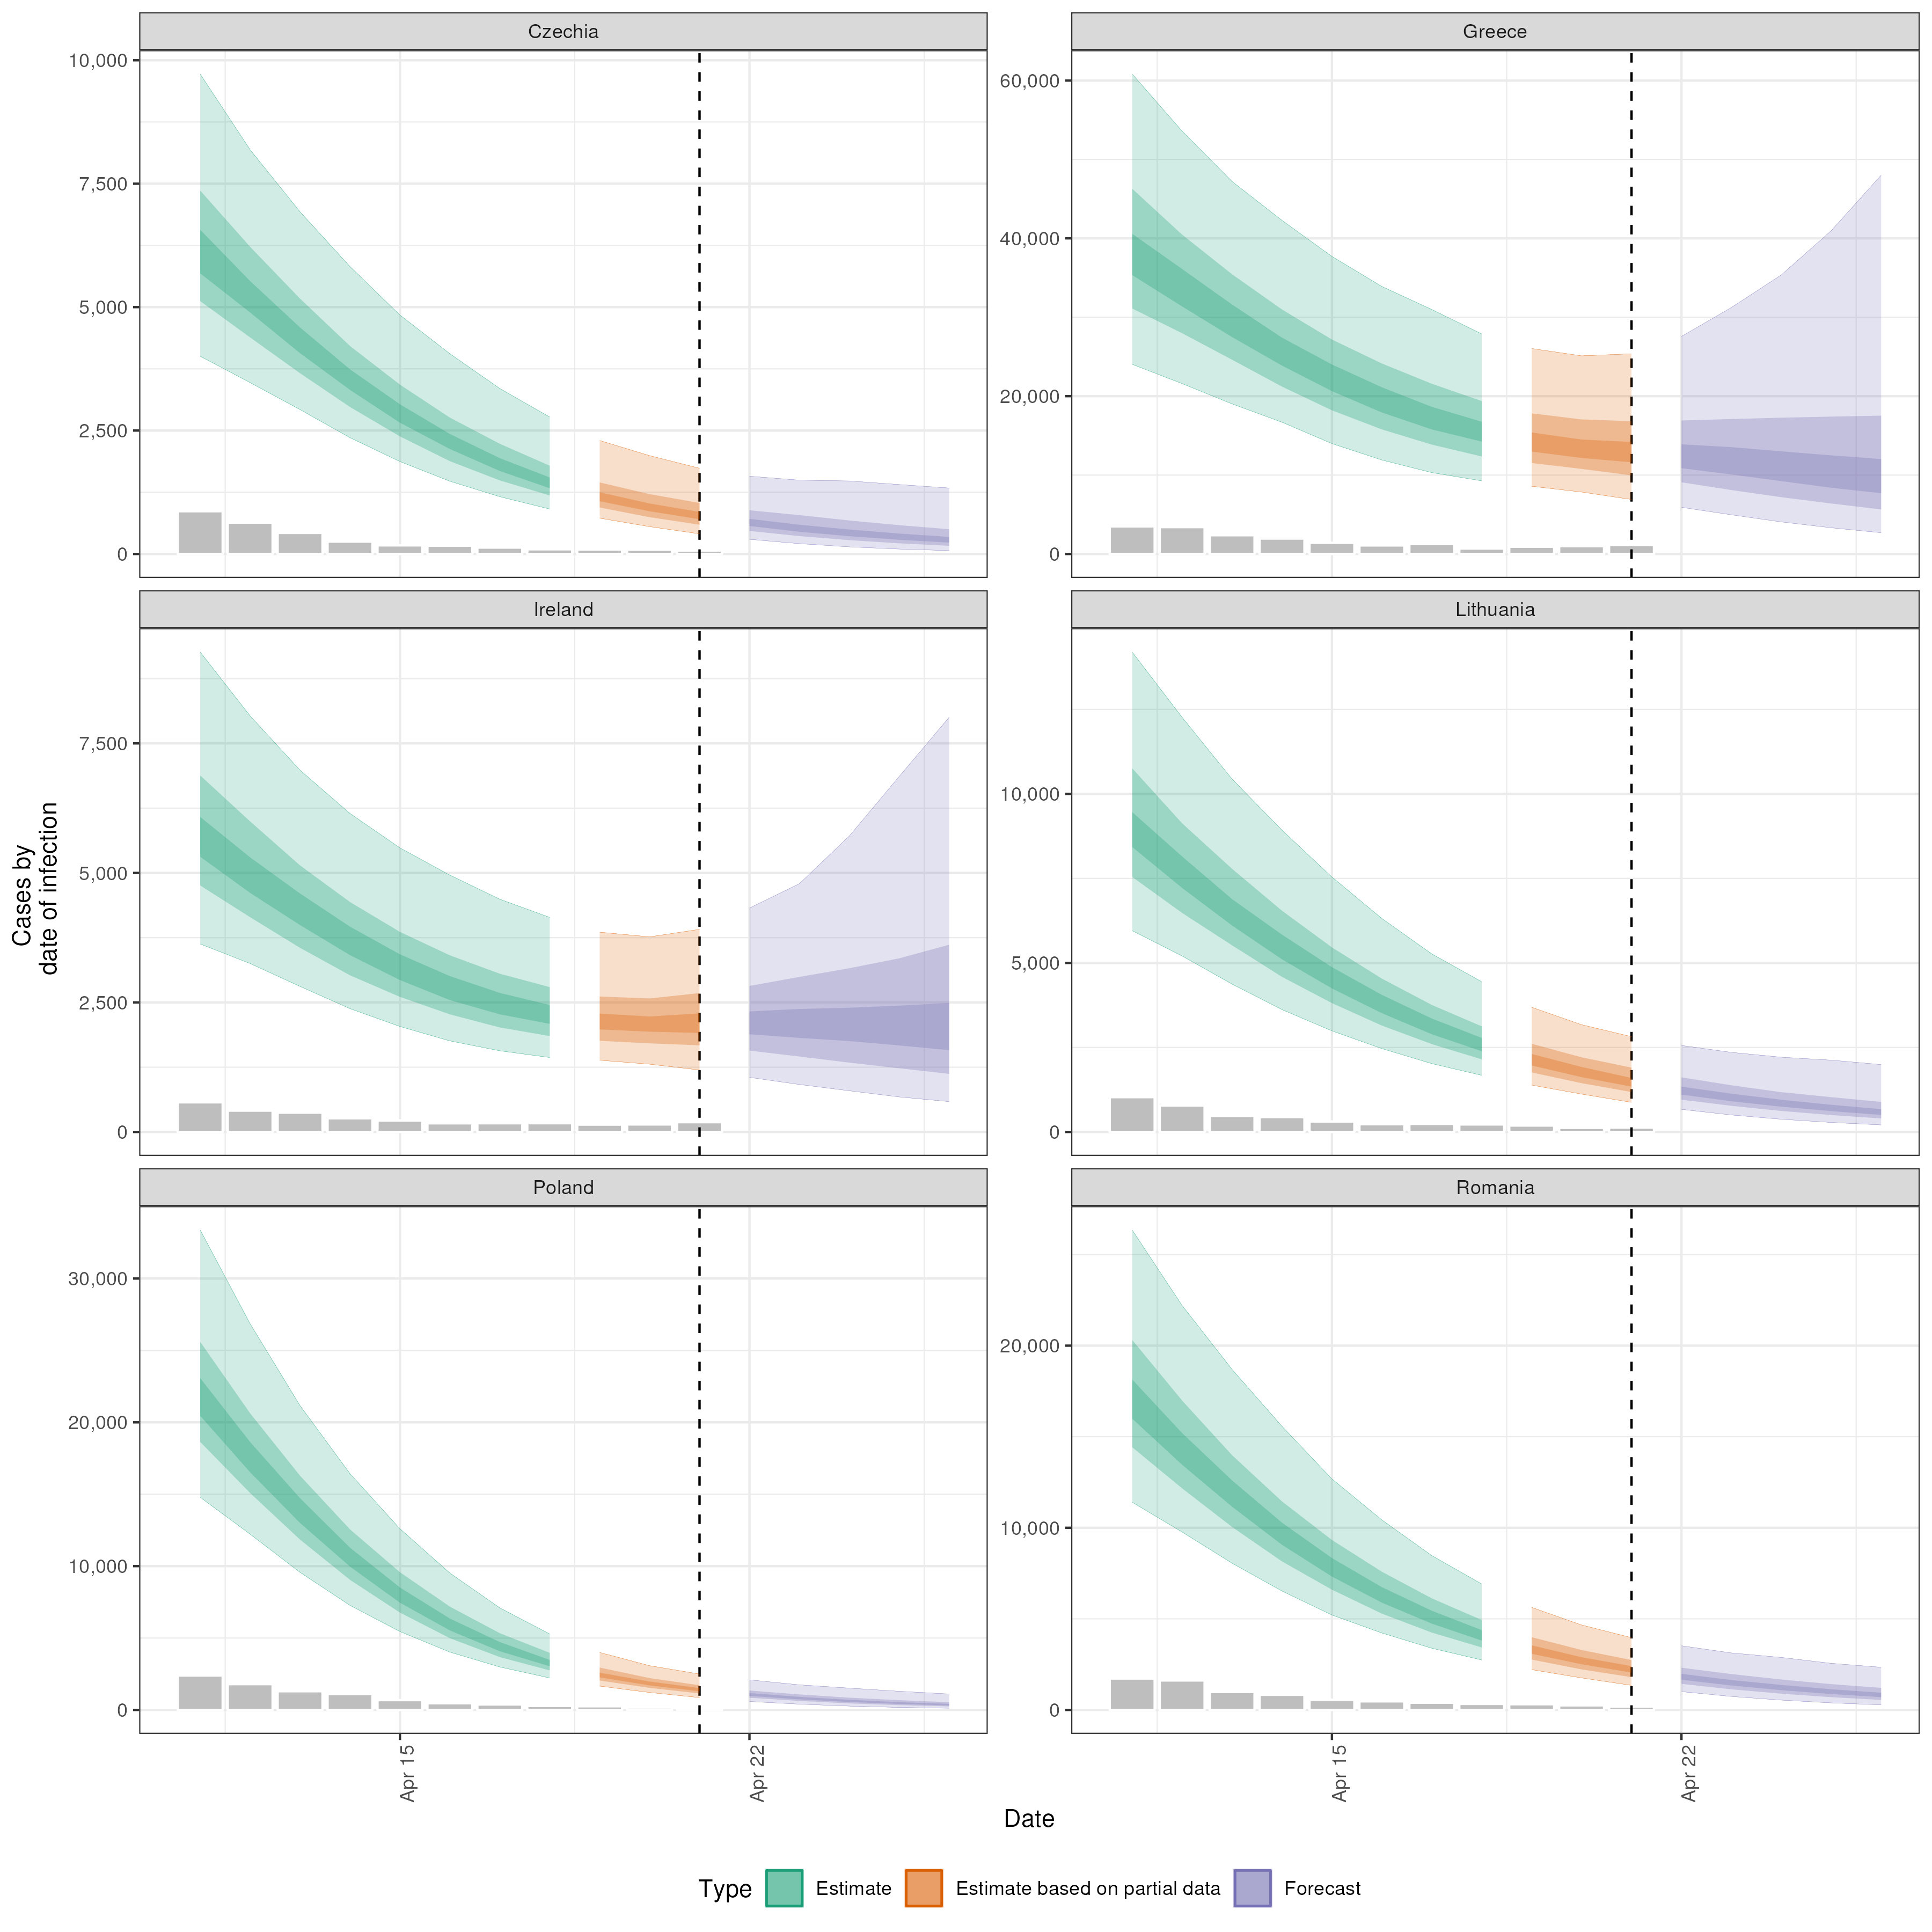 Czechia
Greece
10,000
7,500
5,000
2,500
0
60,000
40,000
20,000
0
Ireland
Lithuania
7,500
5,000
2,500
0
10,000
5,000
0
Poland
Romania
30,000
20,000
10,000
0
20,000
10,000
0
Cases by
date of infection
Apr 15
Apr 22
Apr 15
Apr 22
Date
Type Estimate Estimate based on partial data Forecast